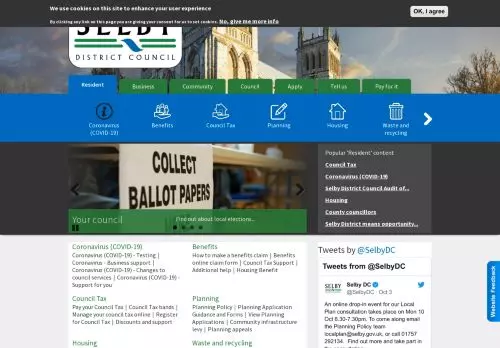 We use cookies on this site to enhance your user experience
By clicking any link on this page you are giving your consent for us to set cookies. No, give me more info
OK, I agree
SELBY
DISTRICT COUNCIL
Resident
Business
Community
Council
Apply
Tell us
Pay for it
Coronavirus (COVID-19)
Benefits
Council Tax
Planning
Housing
Waste and recycling
COLLECT
BALLOT PAPERS
Your council
Find out about local elections...
Popular 'Resident' content
Council Tax
Coronavirus (COVID-19)
Selby District Council Audit of...
Housing
County councillors
Selby District means opportunity...
Coronavirus (COVID-19)
Coronavirus (COVID-19) - Testing |
Coronavirus - Business support |
Coronavirus (COVID-19) - Changes to
council services | Coronavirus (COVID-19) -
Support for you
Benefits
How to make a benefits claim | Benefits
online claim form | Council Tax Support |
Additional help | Housing Benefit
Council Tax
Pay your Council Tax | Council Tax bands |
Manage your council tax online | Register
for Council Tax | Discounts and support
Planning
Planning Policy | Planning Application
Guidance and Forms | View Planning
Applications | Community infrastructure
levy | Planning appeals
Housing
Waste and recycling
Tweets by @SelbyDC
Tweets from @SelbyDC
SELBY
Selby DC
@SelbyDC · Oct 3
An online drop-in event for our Local
Plan consultation takes place on Mon 10
Oct 6.30-7.30pm. To come along email
the Planning Policy team
localplan@selby.gov.uk, or call 01757
292134. Find out more and take part in
Website Feedback